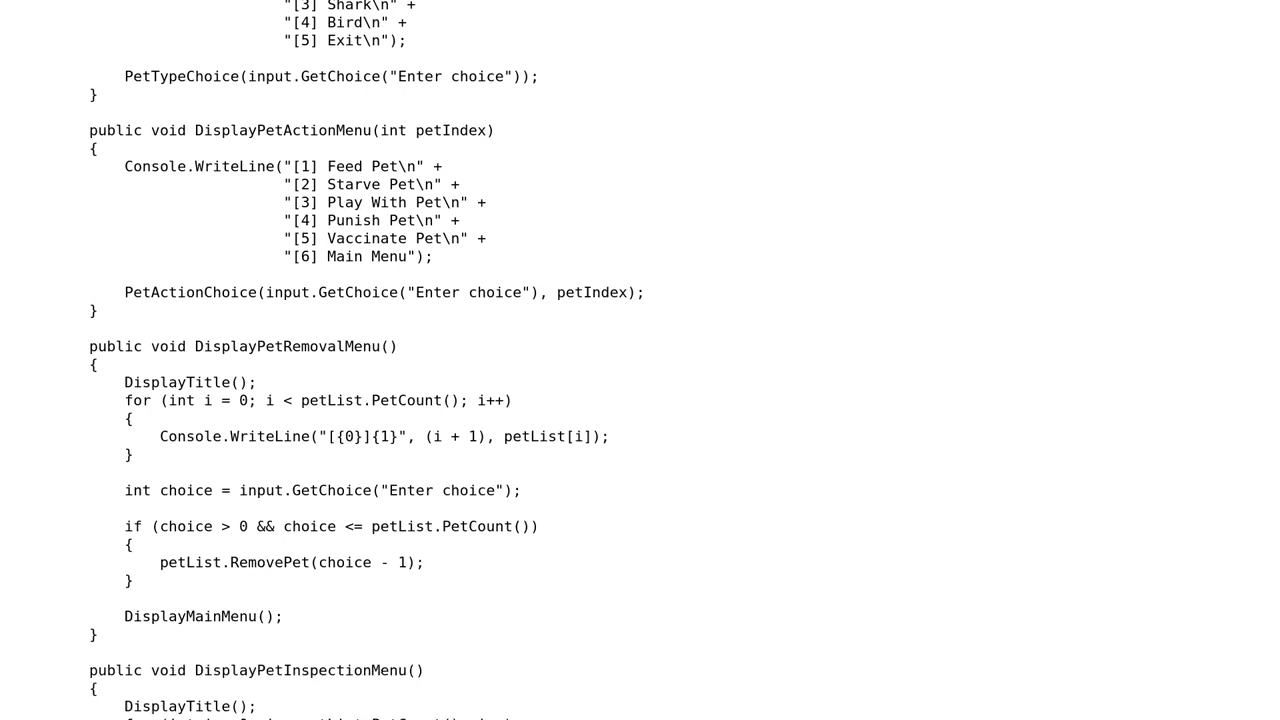 "[3] Shark\n" +
"[4] Bird\n" +
"[5] Exit\n");
PetTypeChoice(input.GetChoice("Enter choice"));
}
public void DisplayPetActionMenu(int petIndex)
{
Console.WriteLine("[1] Feed Pet\n" +
"[2] Starve Pet\n" +
"[3] Play With Pet\n" +
"[4] Punish Pet\n" +
"[5] Vaccinate Pet\n" +
"[6] Main Menu");
PetActionChoice(input.GetChoice("Enter choice"), petIndex);
}
public void DisplayPetRemovalMenu()
{
DisplayTitle();
for (int i = 0; i < petList.PetCount(); i++)
{
Console.WriteLine("[{0}]{1}", (i + 1), petList[i]);
}
int choice = input.GetChoice("Enter choice");
if (choice > 0 && choice <= petList.PetCount())
{
petList.RemovePet(choice - 1);
}
DisplayMainMenu();
}
public void DisplayPetInspectionMenu()
{
DisplayTitle();